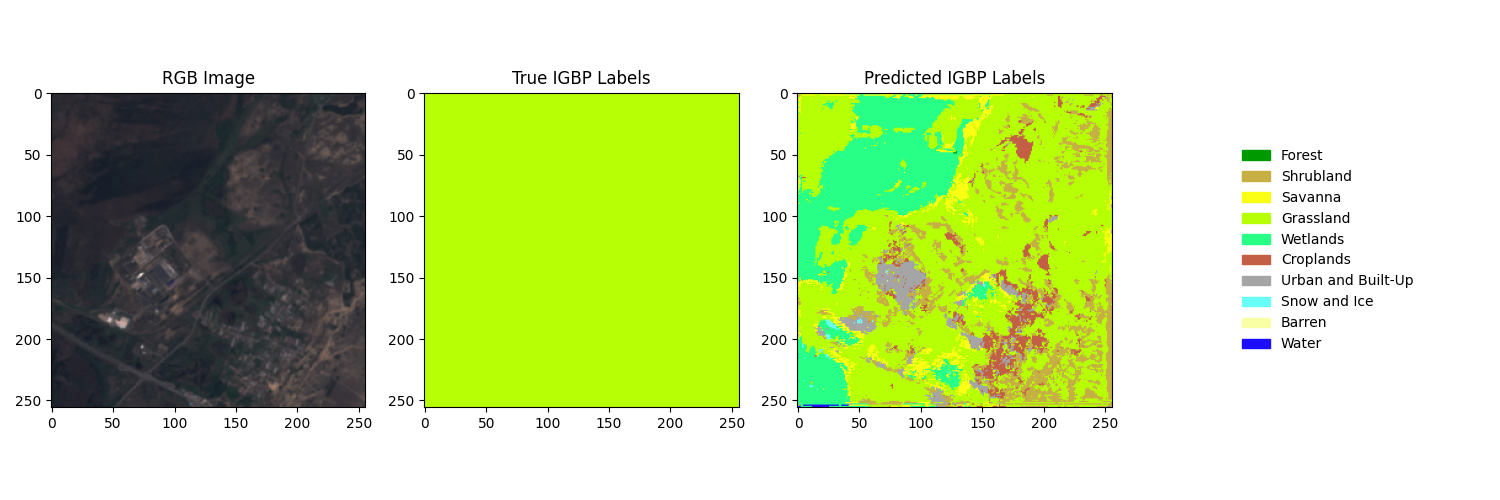 RGB Image
True IGBP Labels
Predicted IGBP Labels
0
50
100
150
200
250
0 50 100 150 200 250
0
50
100
150
200
250
0 50 100 150 200 250
0
50
100
150
200
250
0 50 100 150 200 250
Forest
Shrubland
Savanna
Grassland
Wetlands
Croplands
Urban and Built-Up
Snow and Ice
Barren
Water